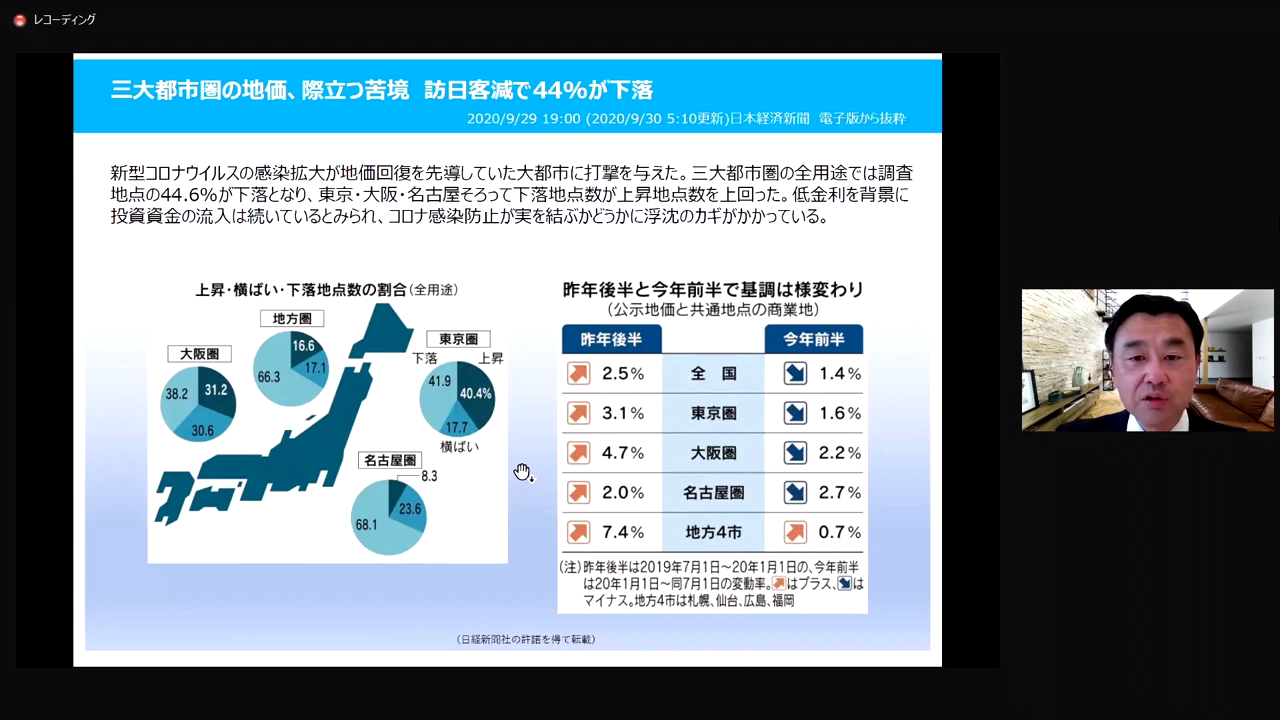 レコーディング
三大都市圏の地価、際立つ苦境 訪日客減で44%が下落
2020/9/29 19:00 (2020/9/30 5:10更新)日本経済新聞 電子版から抜粋
新型コロナウイルスの感染拡大が地価回復を先導していた大都市に打撃を与えた。三大都市圏の全用途では調査
地点の44.6%が下落となり、東京・大阪・名古屋そろって下落地点数が上昇地点数を上回った。低金利を背景に
投資資金の流入は続いているとみられ、コロナ感染防止が実を結ぶかどうかに浮沈のカギがかかっている。
上昇・横ばい・下落地点数の割合(全用途)
地方圏
16.6
17.1
66.3
大阪圏
38.2
31.2
30.6
東京圏
下落
上昇
41.9
40.4%
17.7
横ばい
名古屋圏
8.3
23.6
68.1
昨年後半と今年前半で基調は様変わり
(公示地価と共通地点の商業地)
昨年後半 今年前半
2.5% 全 国 1.4%
3.1% 東京圏 1.6%
4.7% 大阪圏 2.2%
2.0% 名古屋圏 2.7%
7.4% 地方4市 0.7%
(注)昨年後半は2019年7月1日~20年1月1日の、今年前半
は20年1月1日~同7月1日の変動率。はプラス、は
マイナス。地方4市は札幌、仙台、広島、福岡
(日経新聞社の許諾を得て転載)